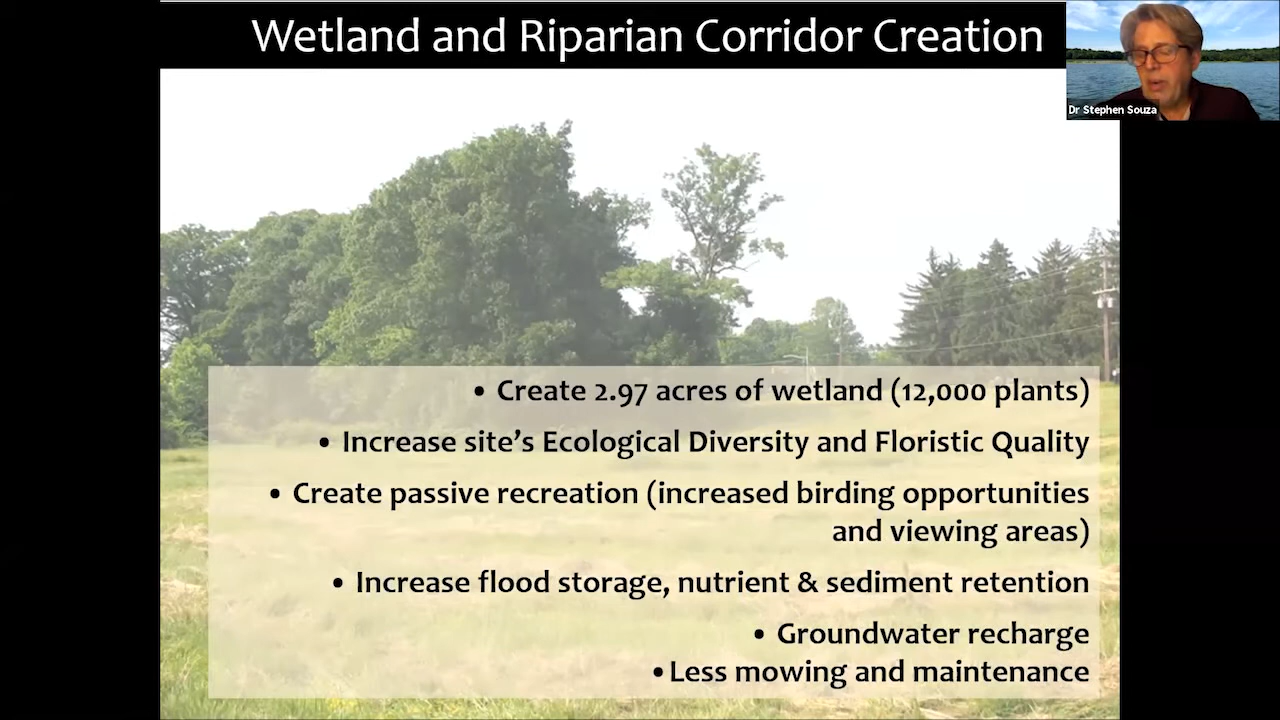 Wetland and Riparian Corridor Creation
Dr Stephen Souza
• Create 2.97 acres of wetland (12,000 plants)
• Increase site’s Ecological Diversity and Floristic Quality
• Create passive recreation (increased birding opportunities
and viewing areas)
• Increase flood storage, nutrient & sediment retention
• Groundwater recharge
• Less mowing and maintenance